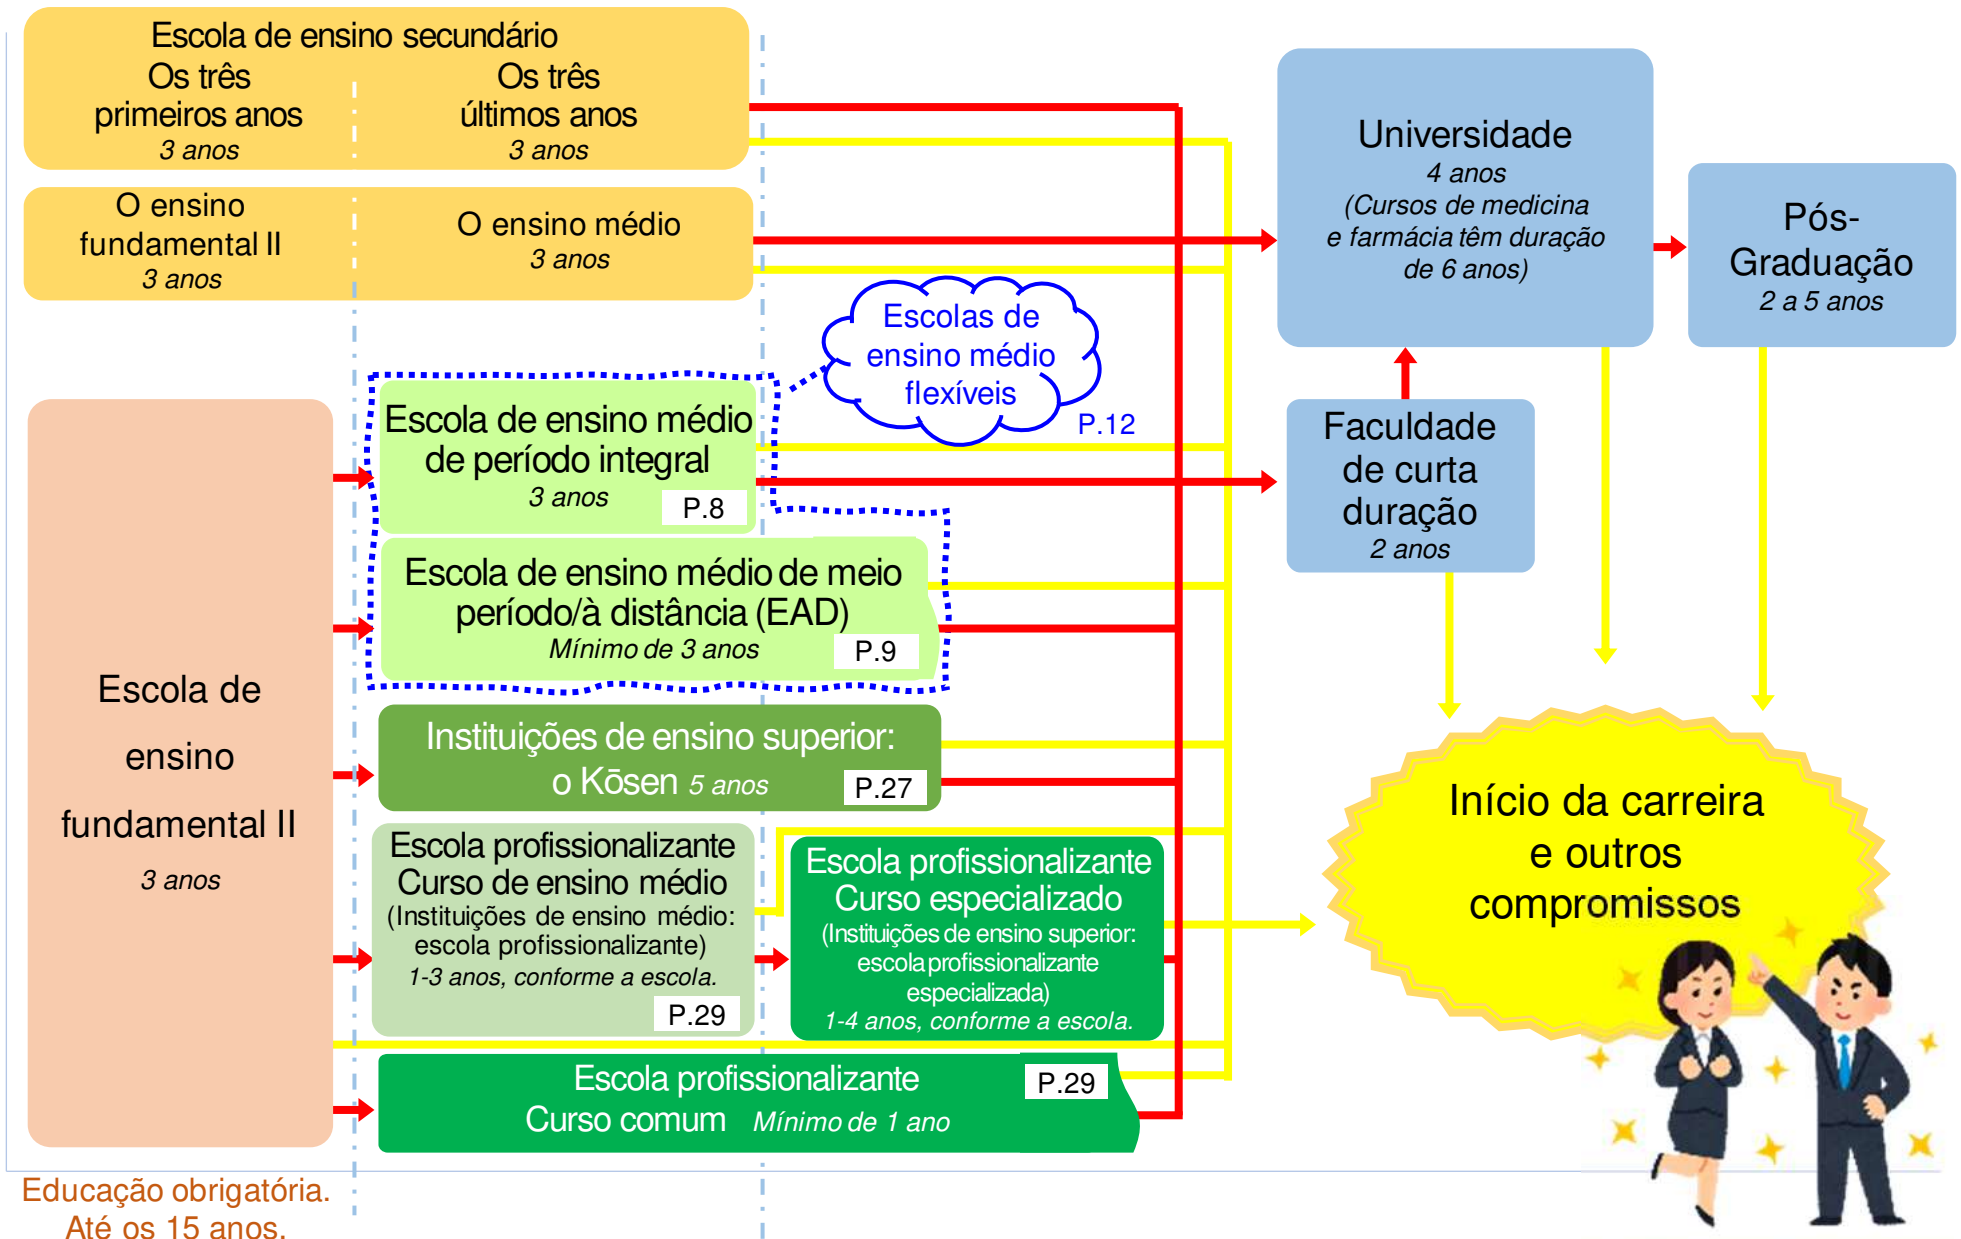 Escola de ensino secundário
Os três
primeiros anos
3 anos
Os três
últimos anos
3 anos
O ensino
fundamental II
3 anos
O ensino médio
3 anos
Escolas de
ensino médio
flexíveis
P.12
Universidade
4 anos
(Cursos de medicina
e farmácia têm duração
de 6 anos)
Pós-
Graduação
2 a 5 anos
Faculdade
de curta
duração
2 anos
Escola de
ensino
fundamental II
3 anos
Escola de ensino médio
de período integral
3 anos
P.8
Escola de ensino médio de meio
período/à distância (EAD)
Mínimo de 3 anos
P.9
Instituições de ensino superior:
o Kōsen 5 anos
P.27
Escola profissionalizante
Curso de ensino médio
(Instituições de ensino médio:
escola profissionalizante)
1-3 anos, conforme a escola.
P.29
Escola profissionalizante
Curso especializado
(Instituições de ensino superior:
escola profissionalizante
especializada)
1-4 anos, conforme a escola.
Escola profissionalizante
Curso comum Mínimo de 1 ano
P.29
Início da carreira
e outros
compromissos
Educação obrigatória.
Até os 15 anos.